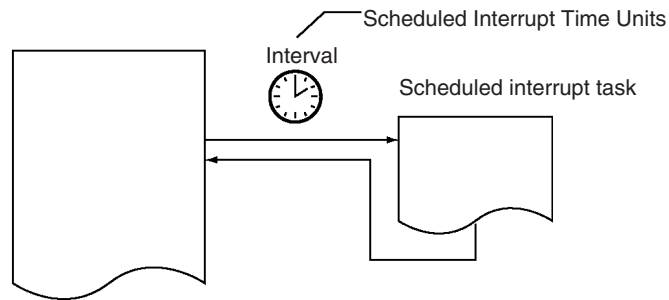 Scheduled Interrupt Time Units
Interval
Scheduled interrupt task